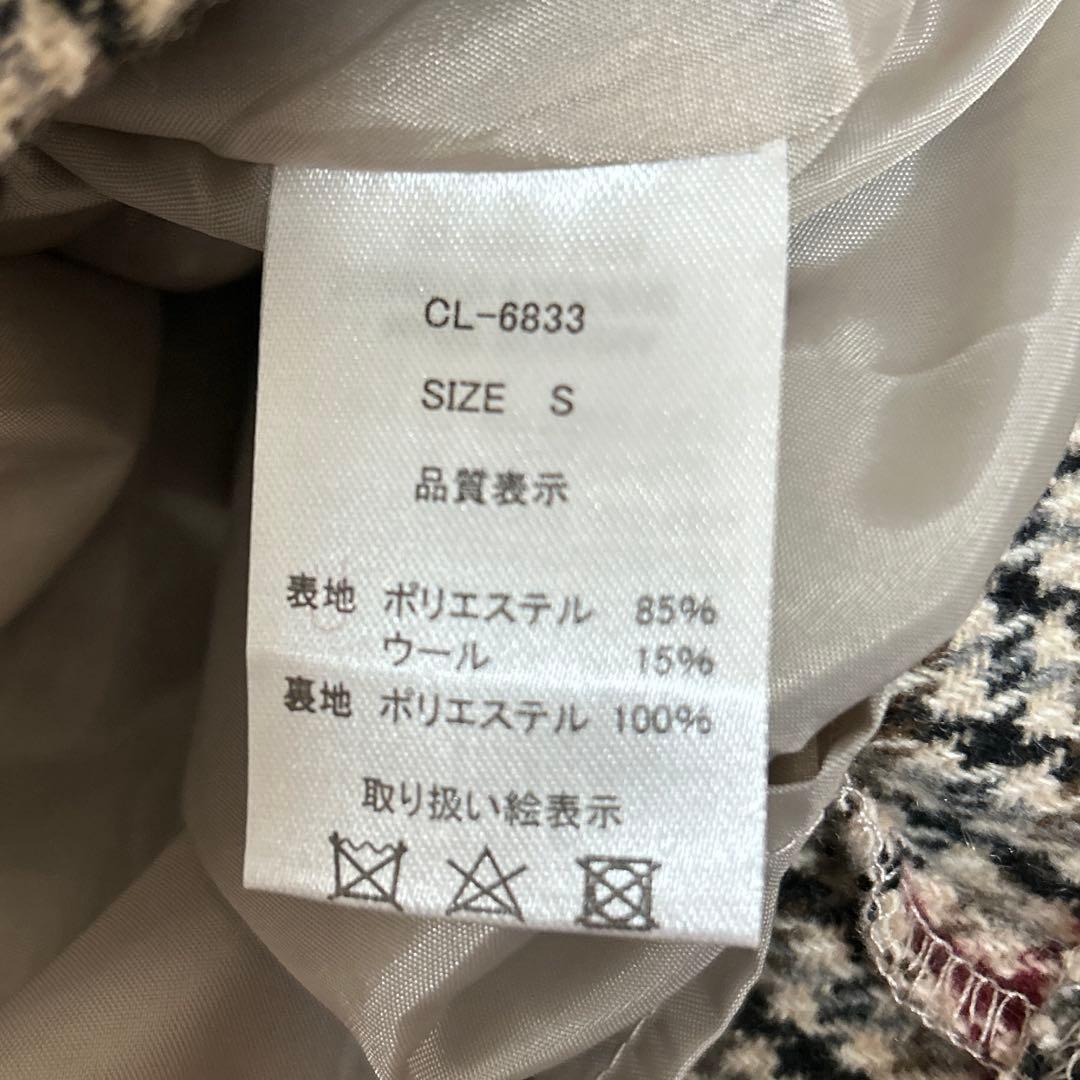 CL-6833
SIZE S
品質表示
表地 ポリエステル 85%
ウール 15%
裏地 ポリエステル 100%
取り扱い絵表示